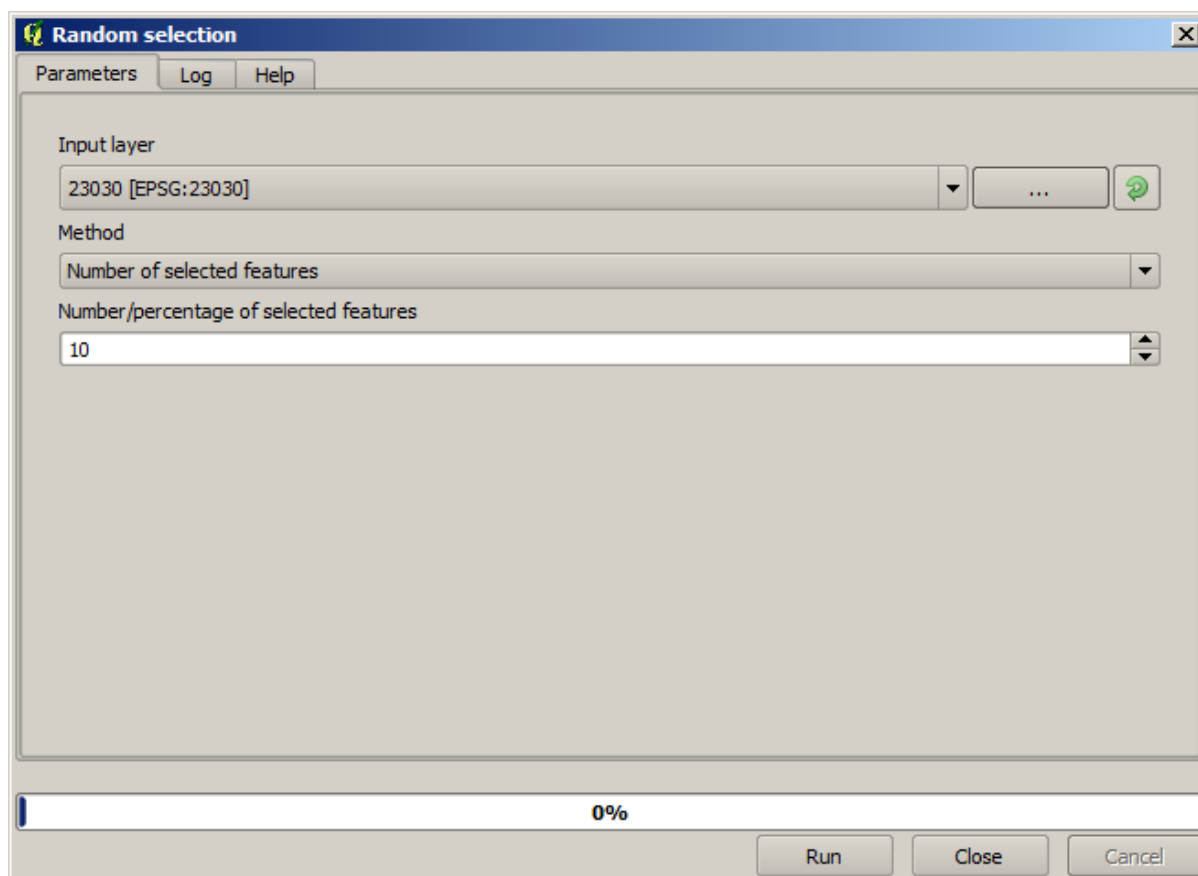 Random selection
Parameters Log Help
Input layer
23030 [EPSG:23030]
...
Method
Number of selected features
Number/percentage of selected features
10
0%
Run Close Cancel